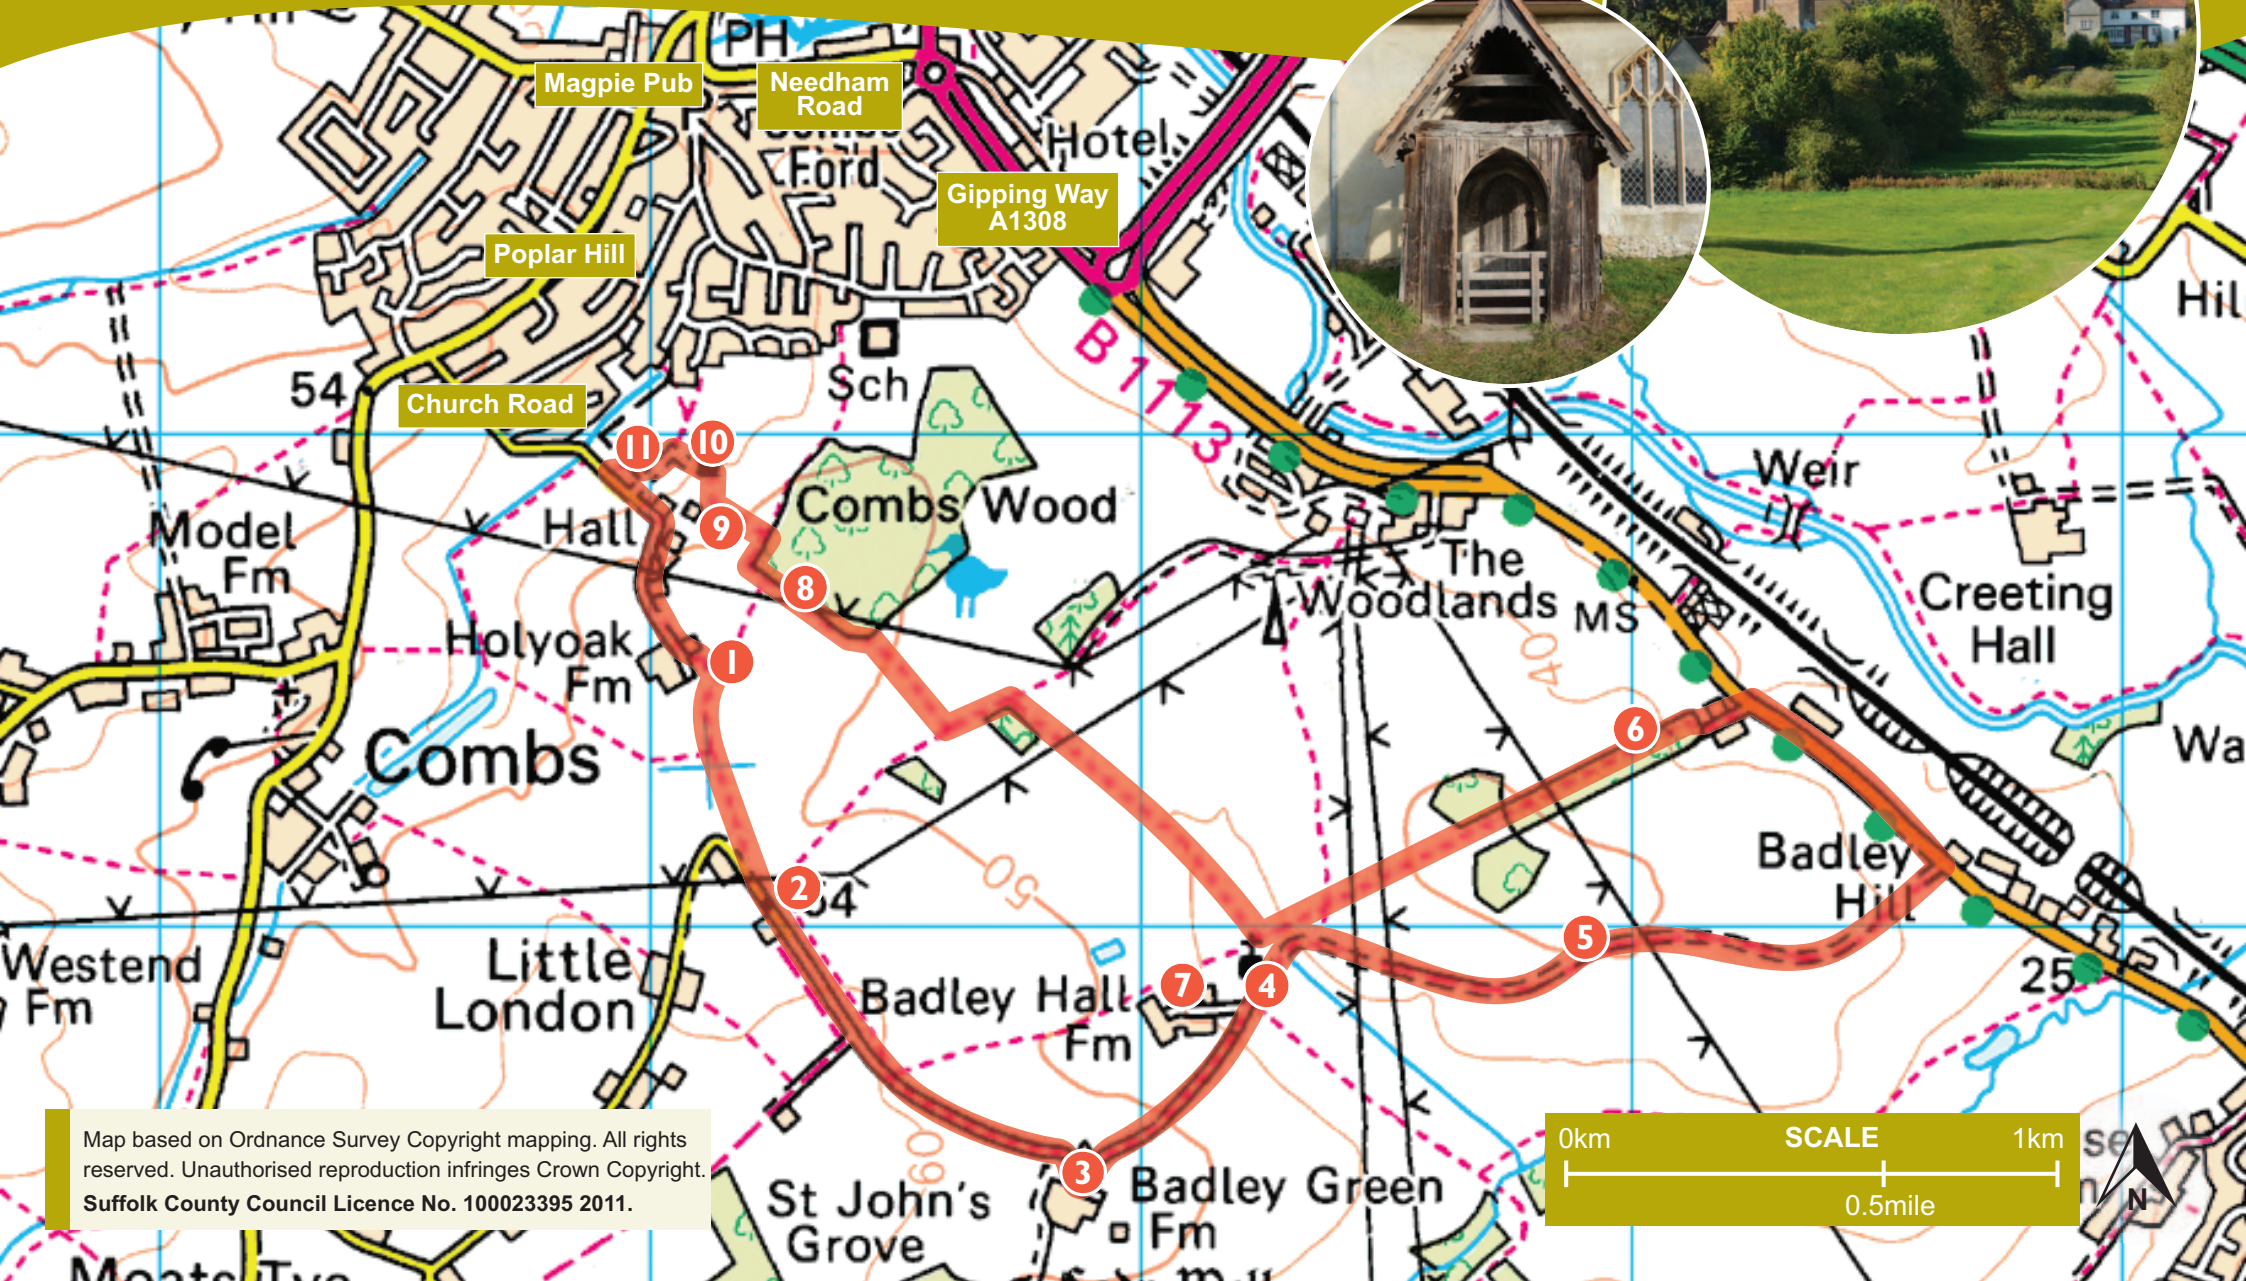 PH
Magpie Pub
Needham
Road
Ford
Hotel
Gipping Way
A1308
Poplar Hill
B1113
Hil
54
Sch
Church Road
11
10
Weir
Combs Wood
Model
Fm
Hall
9
The
Woodlands
MS
Creeting
Hall
8
Holyoak
Fm
1
40
6
Wa
Combs
Badley
Hill
50
2
5
Westend
Fm
Little
London
Badley Hall
Fm
7
4
25
60
3
St John's
Grove
Badley Green
Fm
Map based on Ordnance Survey Copyright mapping. All rights
reserved. Unauthorised reproduction infringes Crown Copyright.
Suffolk County Council Licence No. 100023395 2011.
0km SCALE 1km
0.5mile
N